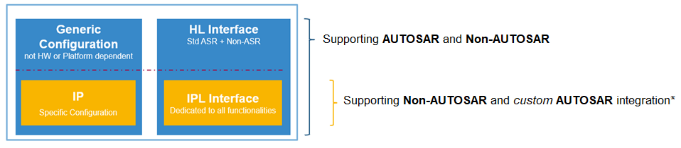 Generic
Configuration
not HW or Platform dependent
HL Interface
Std ASR + Non-ASR
IP
Specific Configuration
IPL Interface
Dedicated to all functionalities
Supporting AUTOSAR and Non-AUTOSAR
Supporting Non-AUTOSAR and custom AUTOSAR integration*